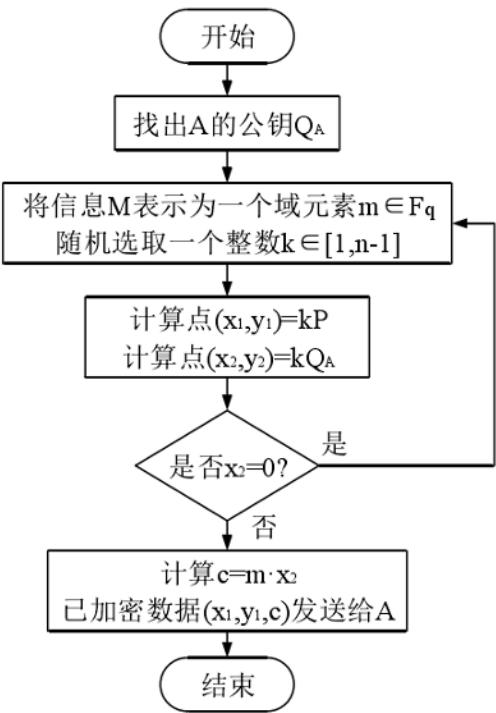 开始
找出A的公钥QA
将信息M表示为一个域元素m∈Fq
随机选取一个整数k∈[1,n-1]
计算点(x1,y1)=kP
计算点(x2,y2)=kQA
是否x2=0?
是
否
计算c=m·x2
已加密数据(x1,y1,c)发送给A
结束